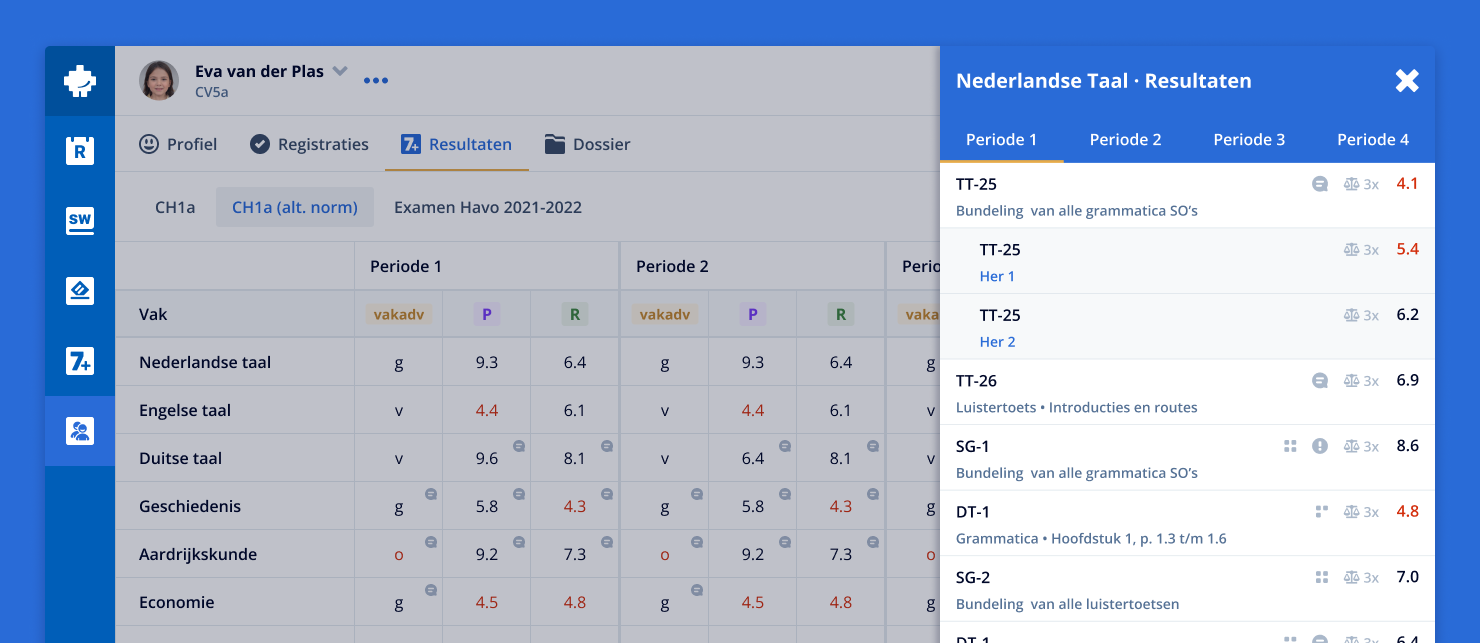 Eva van der Plas
CV5a
R
SW
7+
Profiel Registraties 7+ Resultaten Dossier
CH1a CH1a (alt. norm) Examen Havo 2021-2022
Periode 1 Periode 2 Perio
Vak vakadv P R vakadv P R vaka
Nederlandse taal g 9.3 6.4 g 9.3 6.4 g
Engelse taal v 4.4 6.1 v 4.4 6.1 v
Duitse taal v 9.6 8.1 v 6.4 8.1 v
Geschiedenis g 5.8 4.3 g 5.8 4.3 g
Aardrijkskunde o 9.2 7.3 o 9.2 7.3 o
Economie g 4.5 4.8 g 4.5 4.8 g
Nederlandse Taal · Resultaten
Periode 1 Periode 2 Periode 3 Periode 4
TT-25 3x 4.1
Bundeling van alle grammatica SO’s
TT-25 3x 5.4
Her 1
TT-25 3x 6.2
Her 2
TT-26 3x 6.9
Luistertoets • Introducties en routes
SG-1 3x 8.6
Bundeling van alle grammatica SO’s
DT-1 3x 4.8
Grammatica • Hoofdstuk 1, p. 1.3 t/m 1.6
SG-2 3x 7.0
Bundeling van alle luistertoetsen
DT-1 3x 6.4